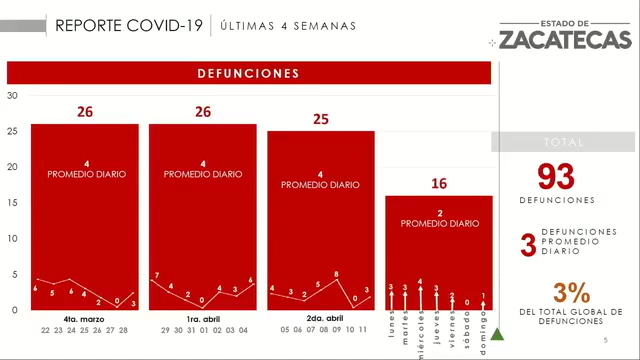 REPORTE COVID-19 ÚLTIMAS 4 SEMANAS
ESTADO DE
ZACATECAS
DEFUNCIONES
30
25
20
15
10
5
0
26
4
PROMEDIO DIARIO
6 5 6 4 2 0 3
4ta. marzo
22 23 24 25 26 27 28
26
4
PROMEDIO DIARIO
7 4 2 0 4 3 6
1ra. abril
29 30 31 01 02 03 04
25
4
PROMEDIO DIARIO
4 3 2 5 8 0 3
2da. abril
05 06 07 08 09 10 11
16
2
PROMEDIO DIARIO
3 3 4 3 2 0 1
lunes
martes
miércoles
jueves
viernes
sábado
domingo
TOTAL
93
DEFUNCIONES
3 DEFUNCIONES
PROMEDIO
DIARIO
3%
DEL TOTAL GLOBAL DE
DEFUNCIONES
5